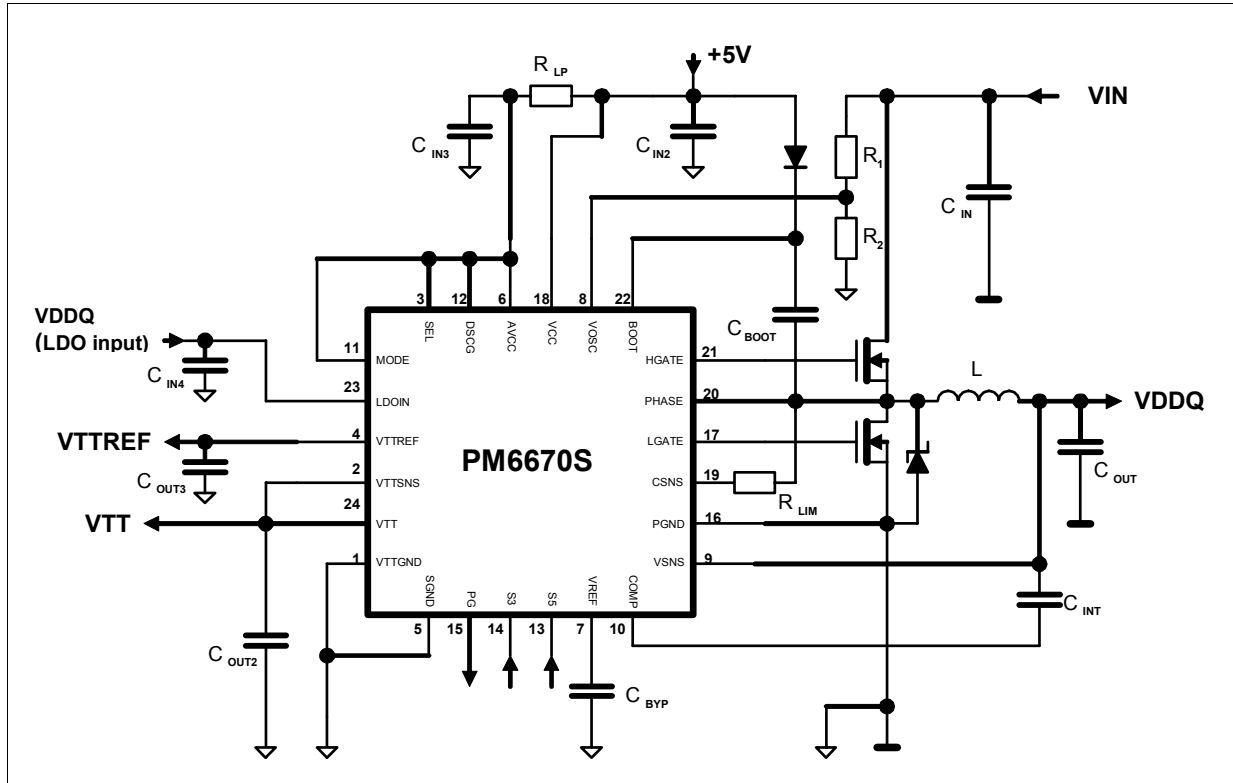 +5V
R LP
VIN
C IN3
C IN2
R1
C IN
R2
3 12 6 18 8 22
SEL DSCG AVCC VCC VOSC BOOT
VDDQ
(LDO input)
C BOOT
11 MODE
HGATE 21
C IN4
L
23 LDOIN
PHASE 20
VDDQ
VTTREF
4 VTTREF
LGATE 17
PM6670S
2 VTTSNS
CSNS 19
C OUT
C OUT3
R LIM
24 VTT
VTT
PGND 16
1 VTTGND
VSNS 9
SGND PG S3 S5 VREF COMP
C INT
5 15 14 13 7 10
C OUT2
C BYP